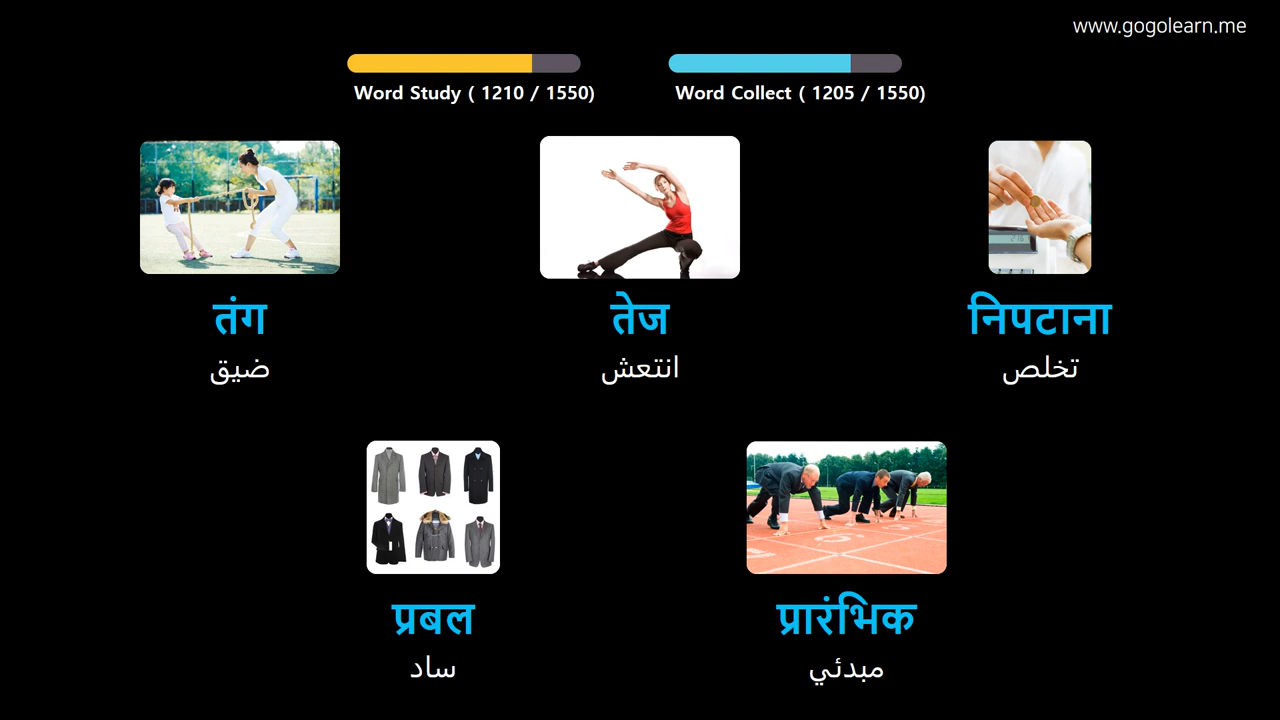 www.gogolearn.me
Word Study ( 1210 / 1550)
Word Collect ( 1205 / 1550)
तंग
ضيق
तेज
انتعش
निपटाना
تخلص
प्रबल
ساد
प्रारंभिक
مبدئي